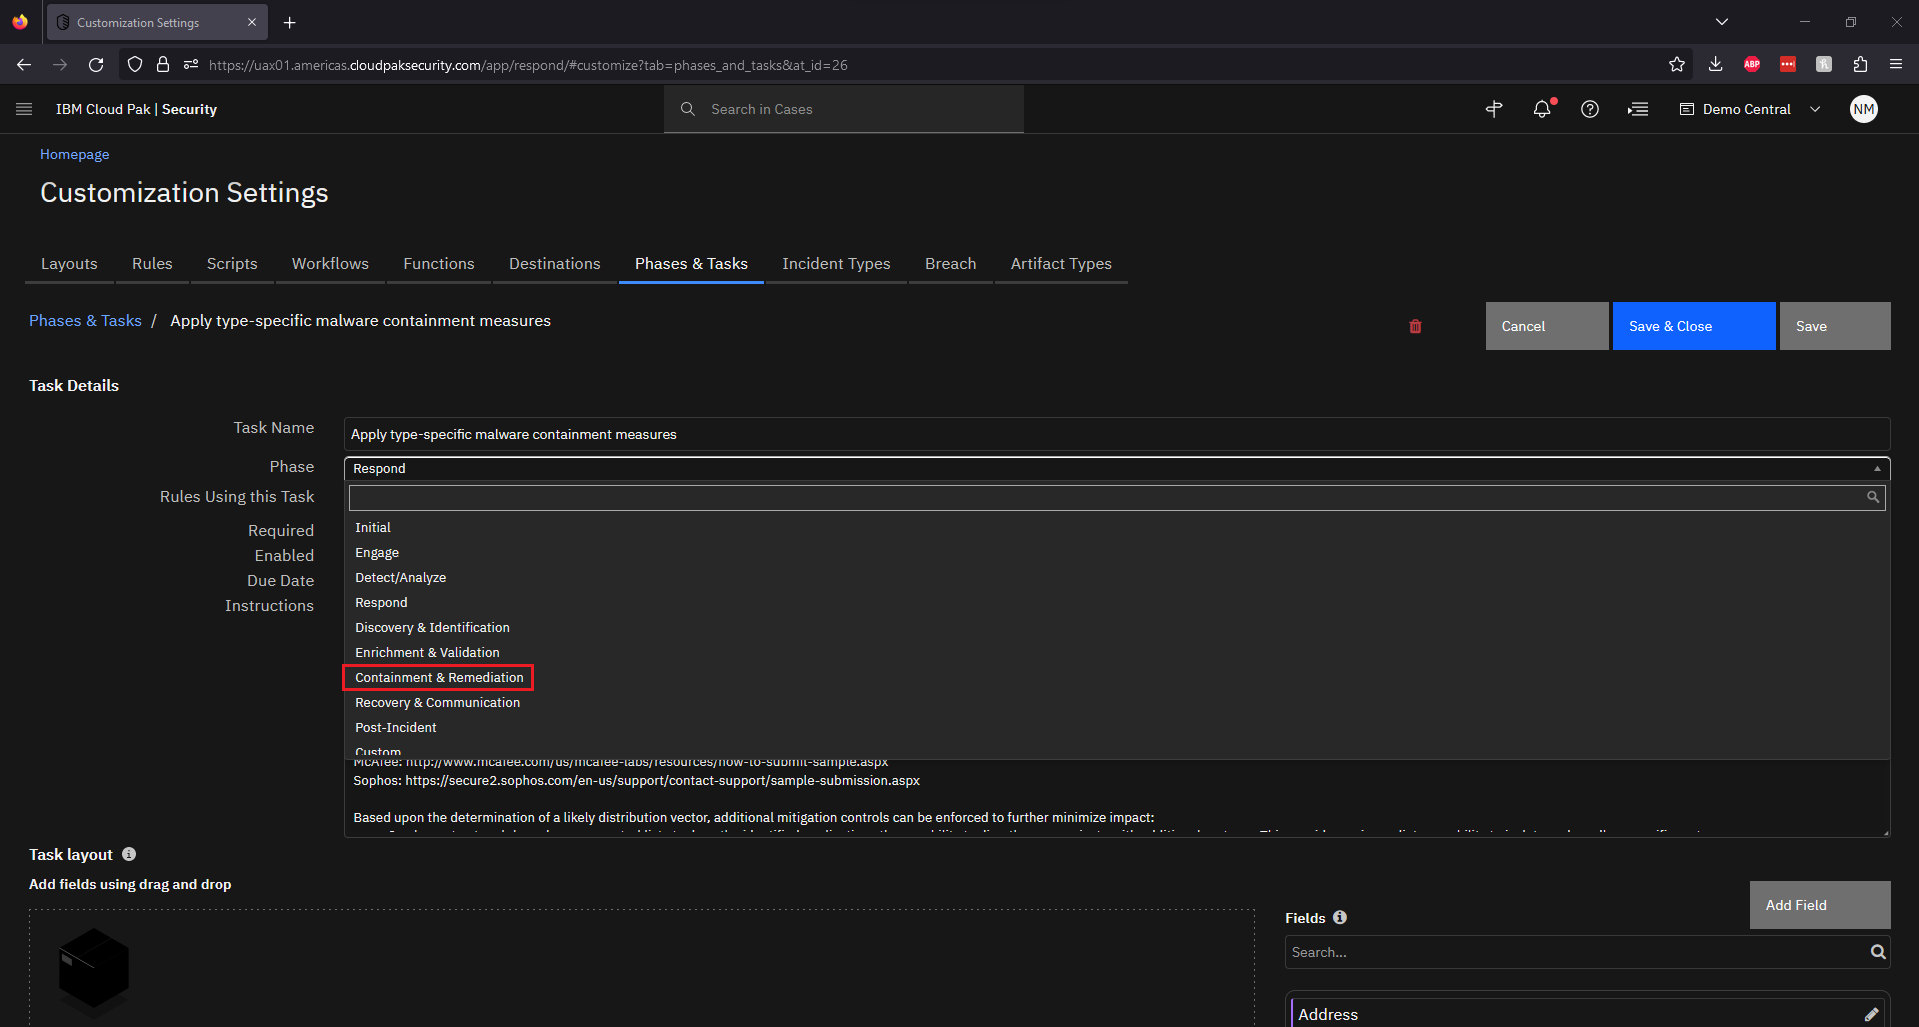 Customization Settings
https://uax01.americas.cloudpaksecurity.com/app/respond/#customize?tab=phases_and_tasks&at_id=26
ABP
IBM Cloud Pak | Security
Search in Cases
Demo Central
NM
Homepage
Customization Settings
Layouts
Rules
Scripts
Workflows
Functions
Destinations
Phases & Tasks
Incident Types
Breach
Artifact Types
Phases & Tasks / Apply type-specific malware containment measures
Cancel
Save & Close
Save
Task Details
Task Name
Apply type-specific malware containment measures
Phase
Respond
Rules Using this Task
Required
Enabled
Due Date
Instructions
Initial
Engage
Detect/Analyze
Respond
Discovery & Identification
Enrichment & Validation
Containment & Remediation
Recovery & Communication
Post-Incident
Custom
McAfee: http://www.mcafee.com/us/mcafee-labs/resources/how-to-submit-sample.aspx
Sophos: https://secure2.sophos.com/en-us/support/contact-support/sample-submission.aspx
Based upon the determination of a likely distribution vector, additional mitigation controls can be enforced to further minimize impact:
Task layout
Add fields using drag and drop
Add Field
Fields
Search...
Address